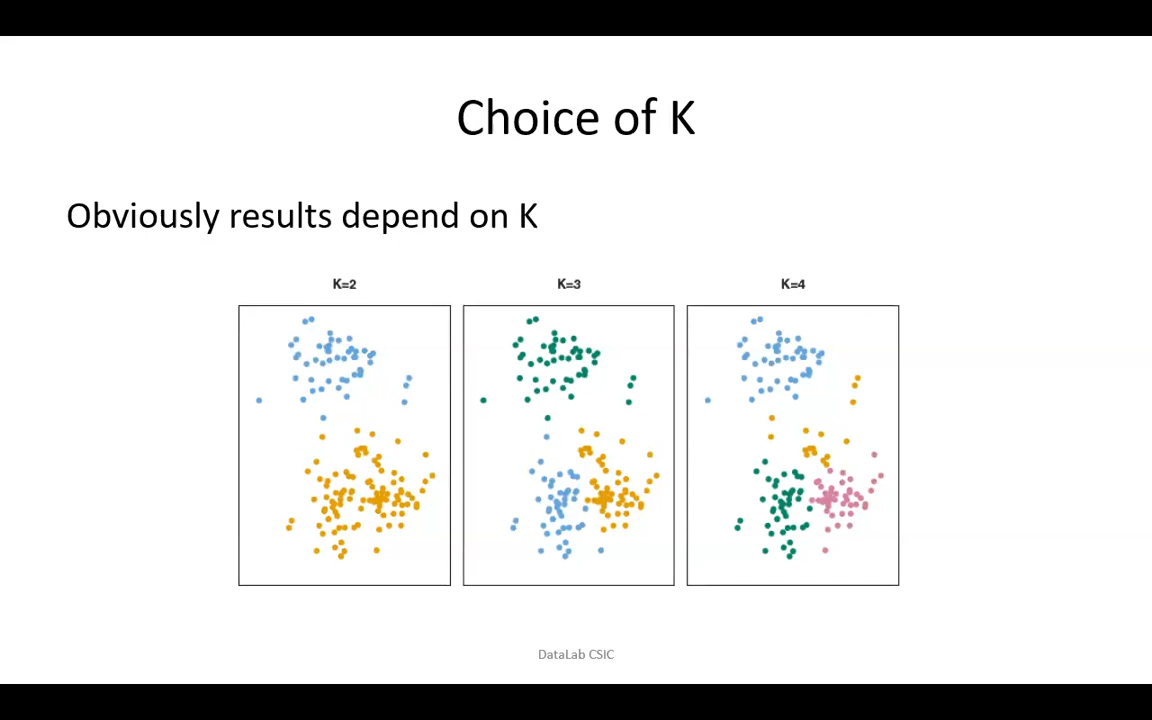 Choice of K
Obviously results depend on K
K=2 K=3 K=4
DataLab CSIC